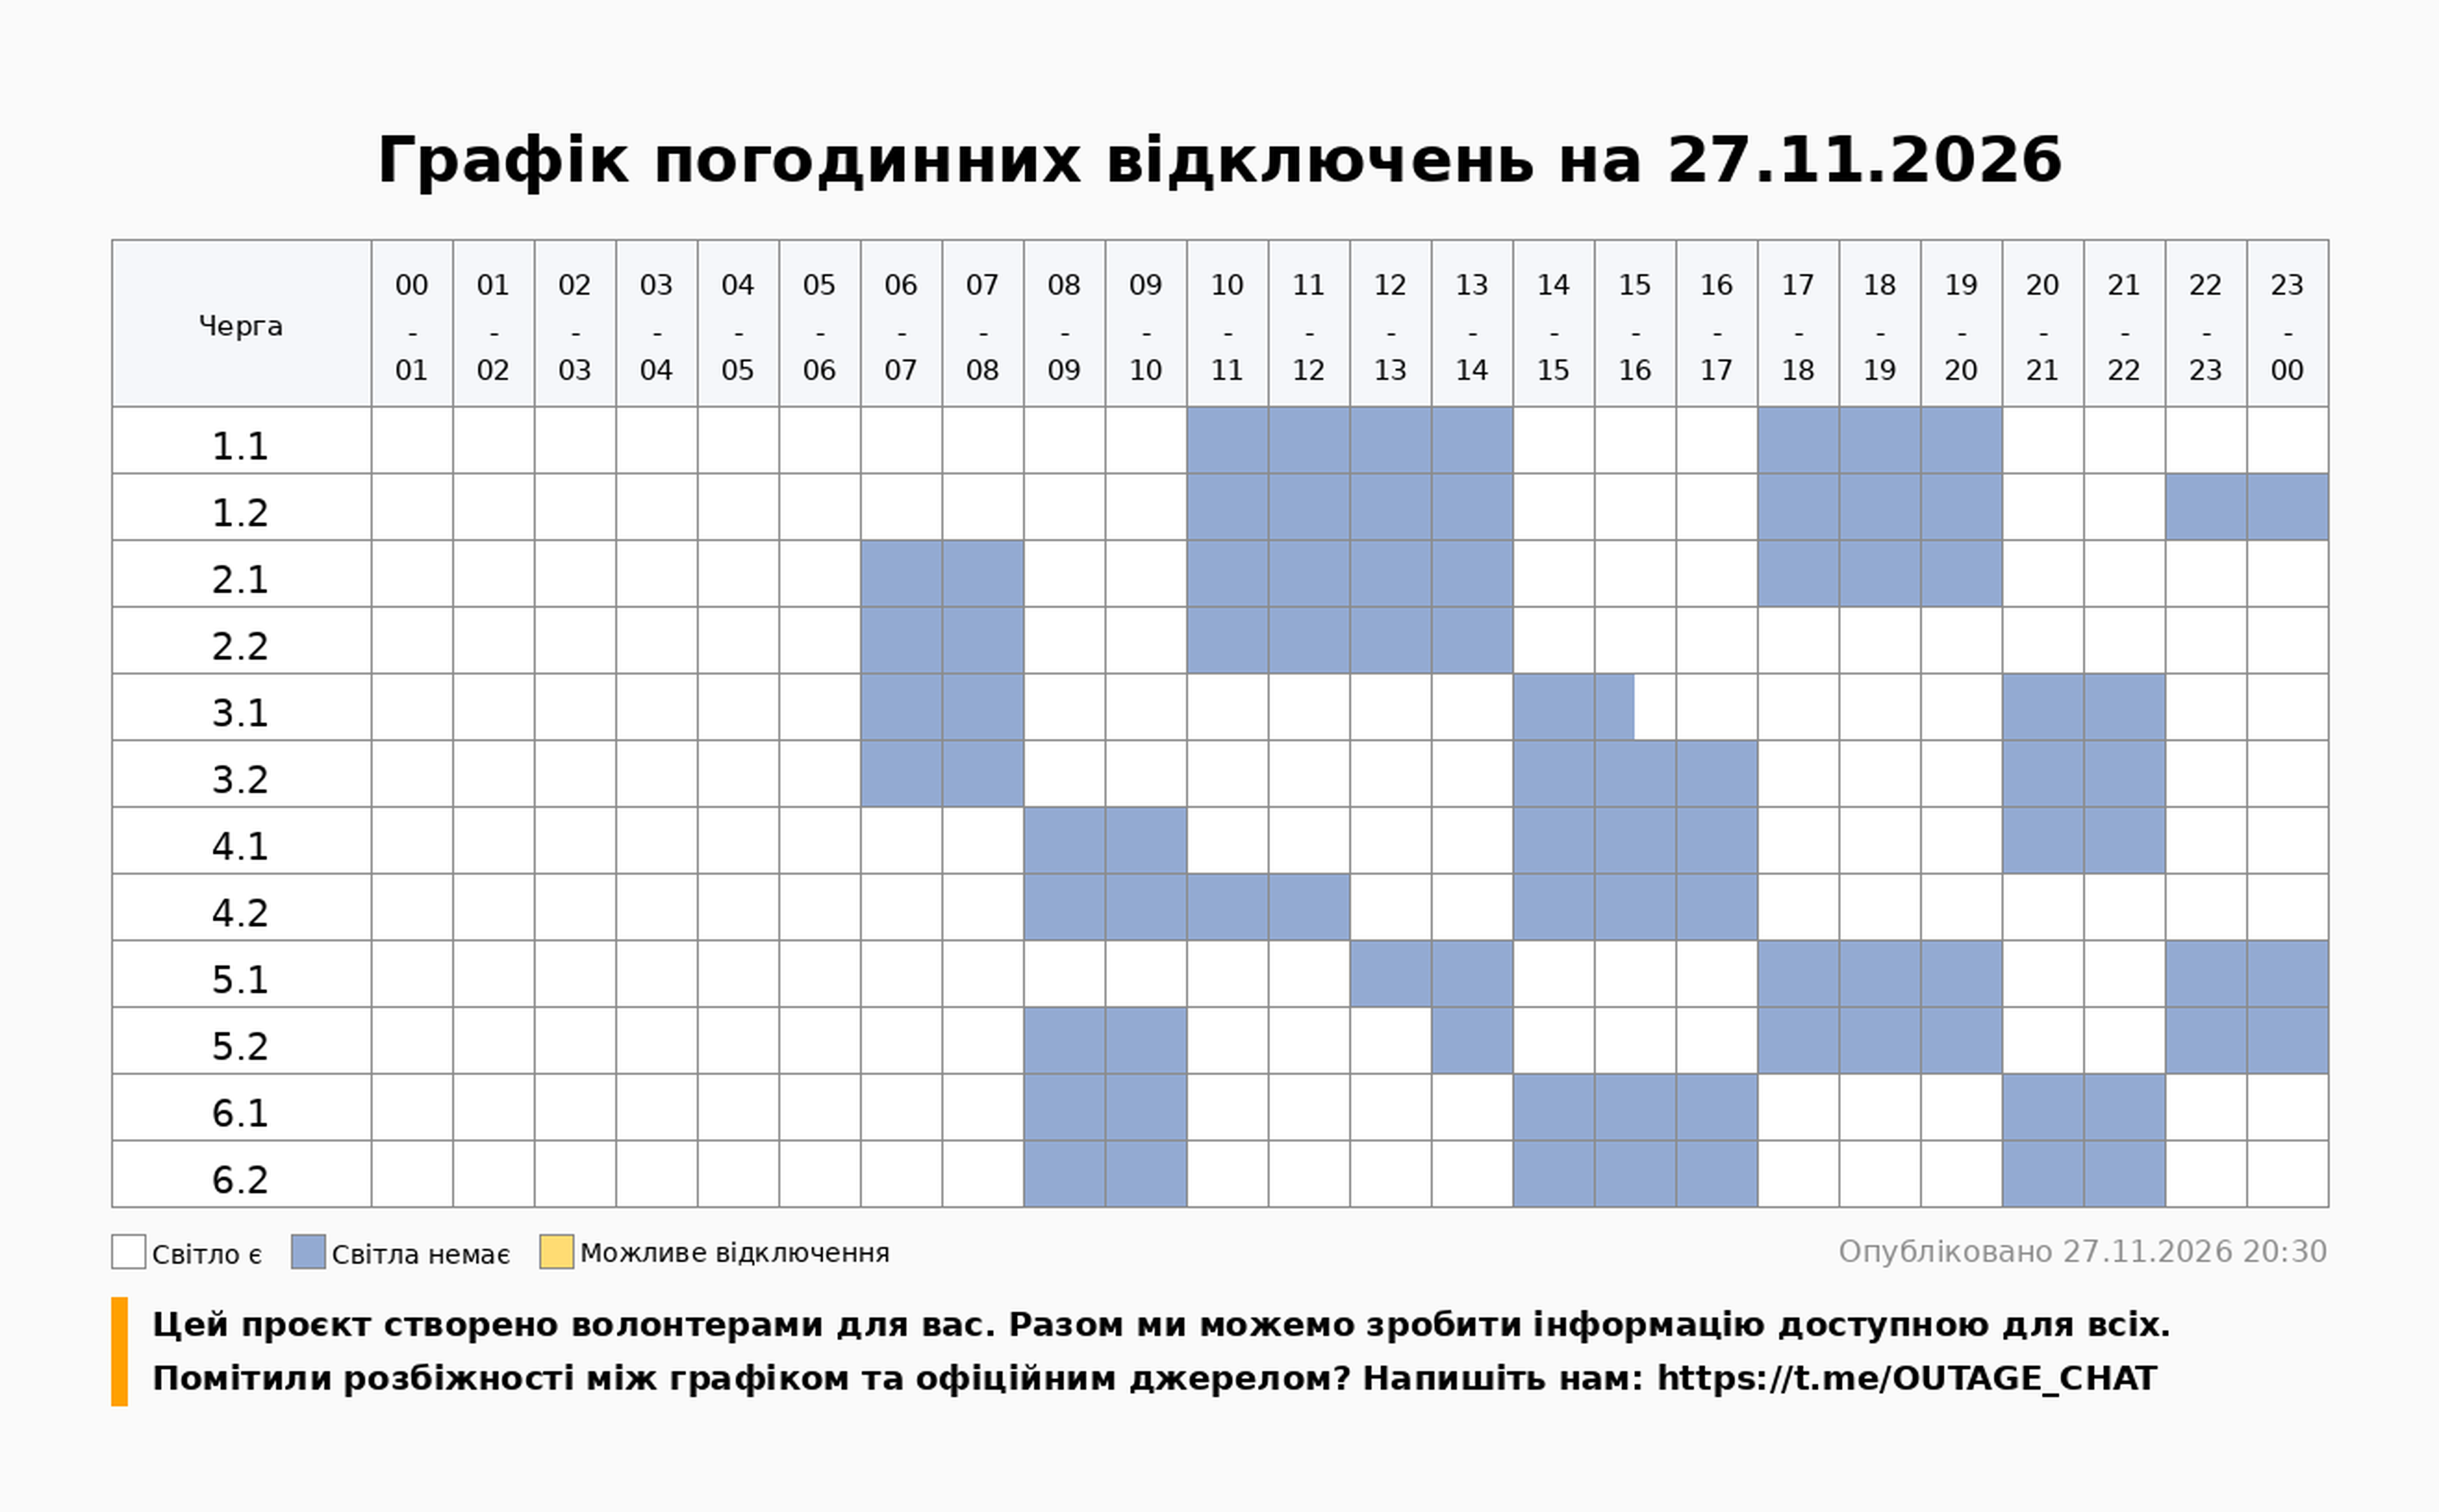 Графік погодинних відключень на 27.11.2026
Черга 00 - 01 01 - 02 02 - 03 03 - 04 04 - 05 05 - 06 06 - 07 07 - 08 08 - 09 09 - 10 10 - 11 11 - 12 12 - 13 13 - 14 14 - 15 15 - 16 16 - 17 17 - 18 18 - 19 19 - 20 20 - 21 21 - 22 22 - 23 23 - 00
1.1
1.2
2.1
2.2
3.1
3.2
4.1
4.2
5.1
5.2
6.1
6.2
Світло є Світла немає Можливе відключення Опубліковано 27.11.2026 20:30
Цей проєкт створено волонтерами для вас. Разом ми можемо зробити інформацію доступною для всіх.
Помітили розбіжності між графіком та офіційним джерелом? Напишіть нам: https://t.me/OUTAGE_CHAT